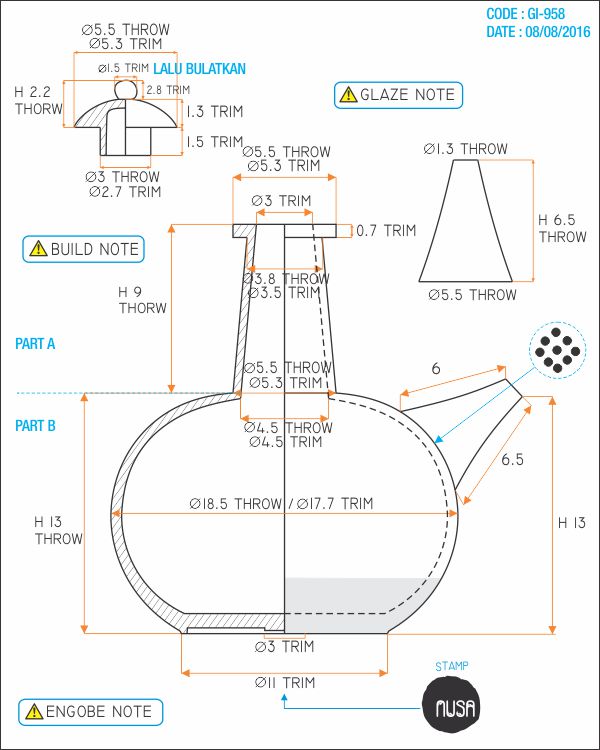 CODE : GI-958
DATE : 08/08/2016
Ø5.5 THROW
Ø5.3 TRIM
Ø1.5 TRIM LALU BULATKAN
H 2.2
THORW
2.8 TRIM
1.3 TRIM
1.5 TRIM
Ø3 THROW
Ø2.7 TRIM
GLAZE NOTE
Ø5.5 THROW
Ø5.3 TRIM
Ø3 TRIM
0.7 TRIM
Ø1.3 THROW
H 6.5
THROW
Ø5.5 THROW
BUILD NOTE
H 9
THORW
Ø3.8 THROW
Ø3.5 TRIM
PART A
Ø5.5 THROW
Ø5.3 TRIM
PART B
Ø4.5 THROW
Ø4.5 TRIM
6
6.5
Ø18.5 THROW / Ø17.7 TRIM
H 13
THROW
H 13
Ø3 TRIM
Ø11 TRIM
STAMP
NUSA
ENGOBE NOTE